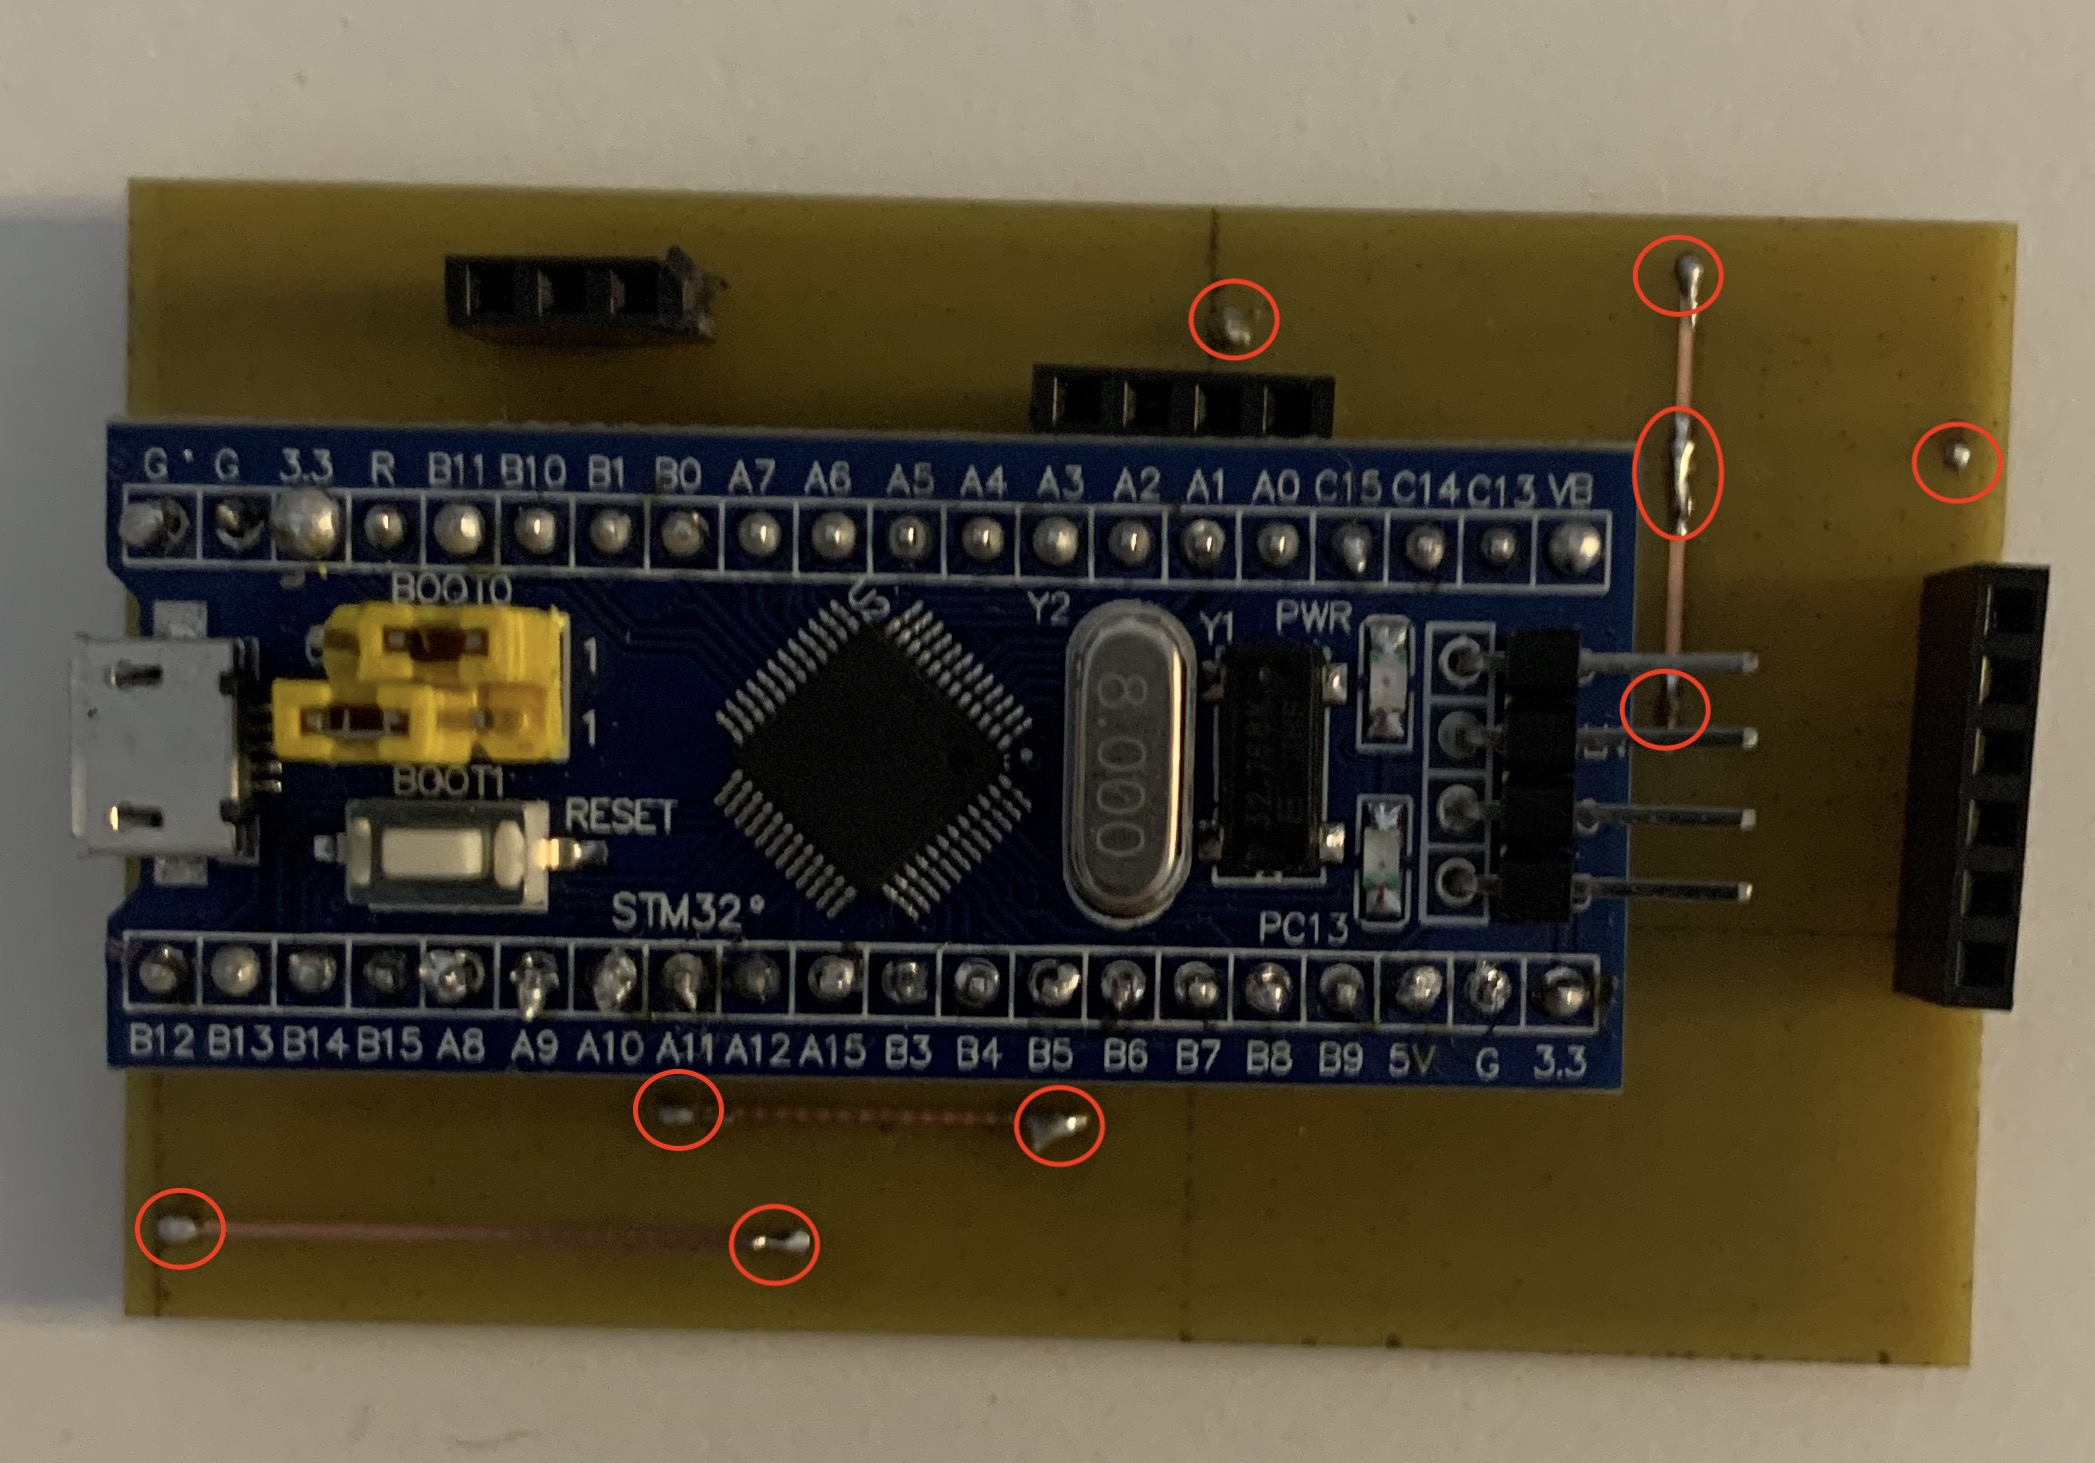 G G 3.3 R B11 B10 B1 B0 A7 A6 A5 A4 A3 A2 A1 A0 C15 C14 C13 VB
BOOT0
U2
Y2
Y1
PWR
1
1
8.000
BOOT1
RESET
STM32
PC13
B12 B13 B14 B15 A8 A9 A10 A11 A12 A15 B3 B4 B5 B6 B7 B8 B9 5V G 3.3